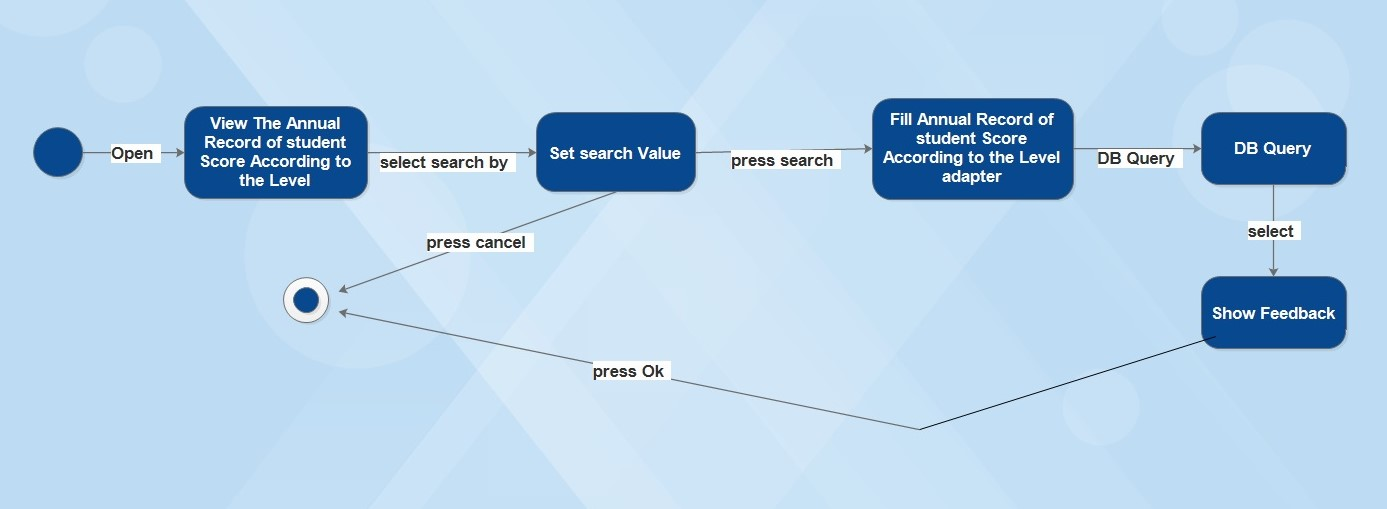 Open
View The Annual
Record of student
Score According to
the Level
select search by
Set search Value
press search
Fill Annual Record of
student Score
According to the Level
adapter
DB Query
DB Query
select
Show Feedback
press cancel
press Ok